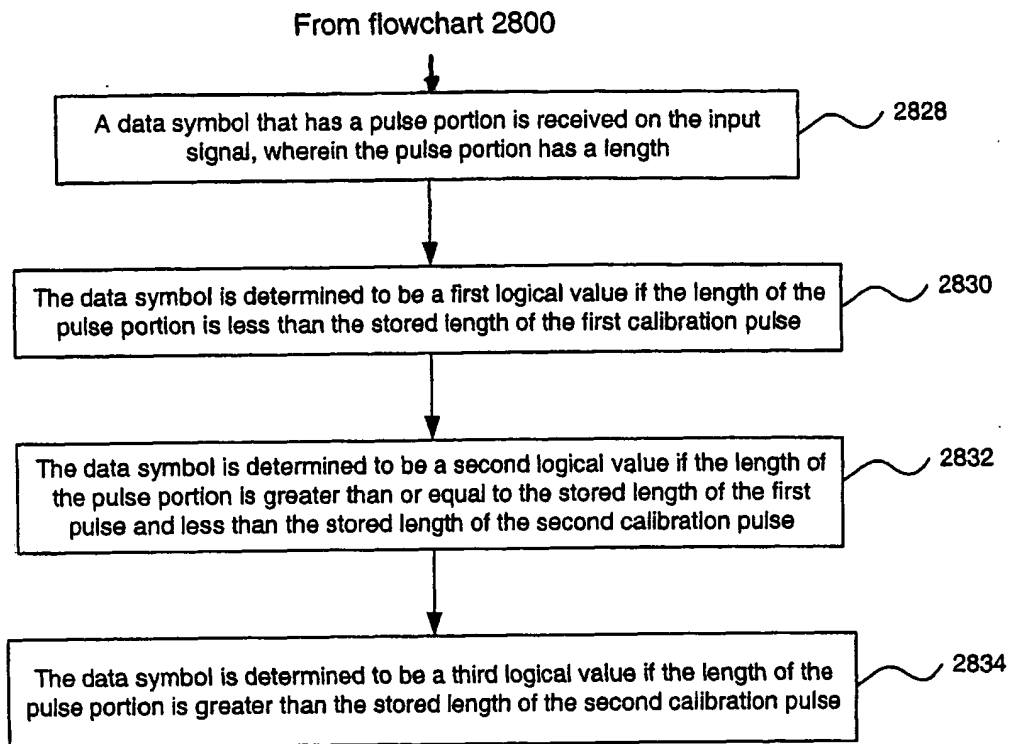 From flowchart 2800
A data symbol that has a pulse portion is received on the input
signal, wherein the pulse portion has a length
2828
The data symbol is determined to be a first logical value if the length of the
pulse portion is less than the stored length of the first calibration pulse
2830
The data symbol is determined to be a second logical value if the length of
the pulse portion is greater than or equal to the stored length of the first
pulse and less than the stored length of the second calibration pulse
2832
The data symbol is determined to be a third logical value if the length of the
pulse portion is greater than the stored length of the second calibration pulse
2834